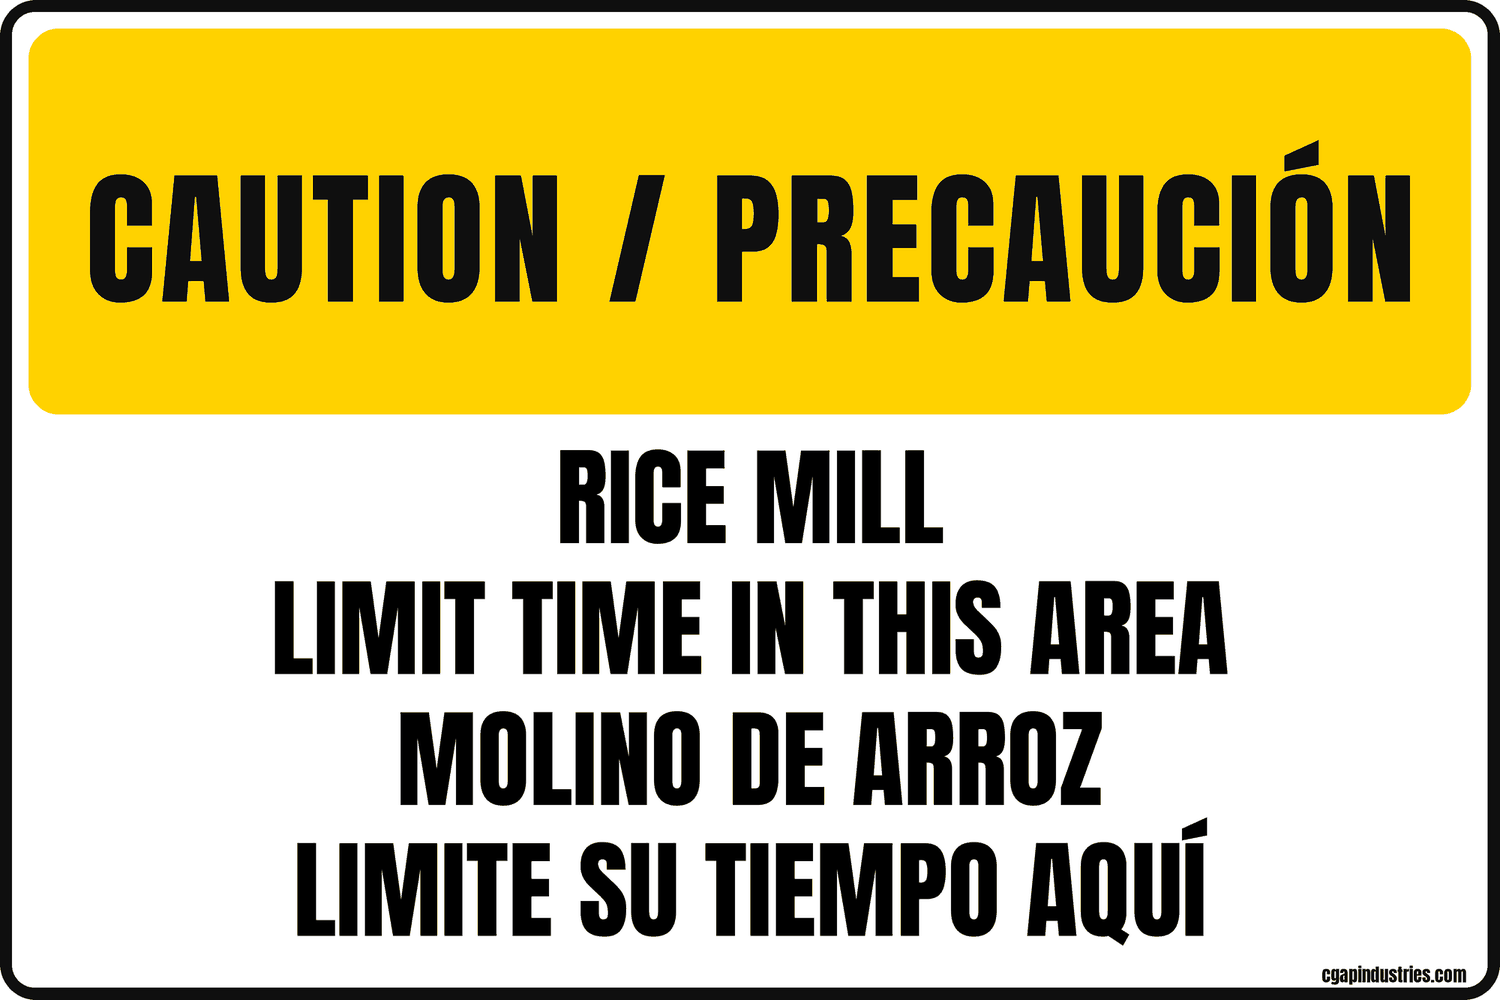 CAUTION / PRECAUCIÓN
RICE MILL
LIMIT TIME IN THIS AREA
MOLINO DE ARROZ
LIMITE SU TIEMPO AQUÍ
cgapindustries.com